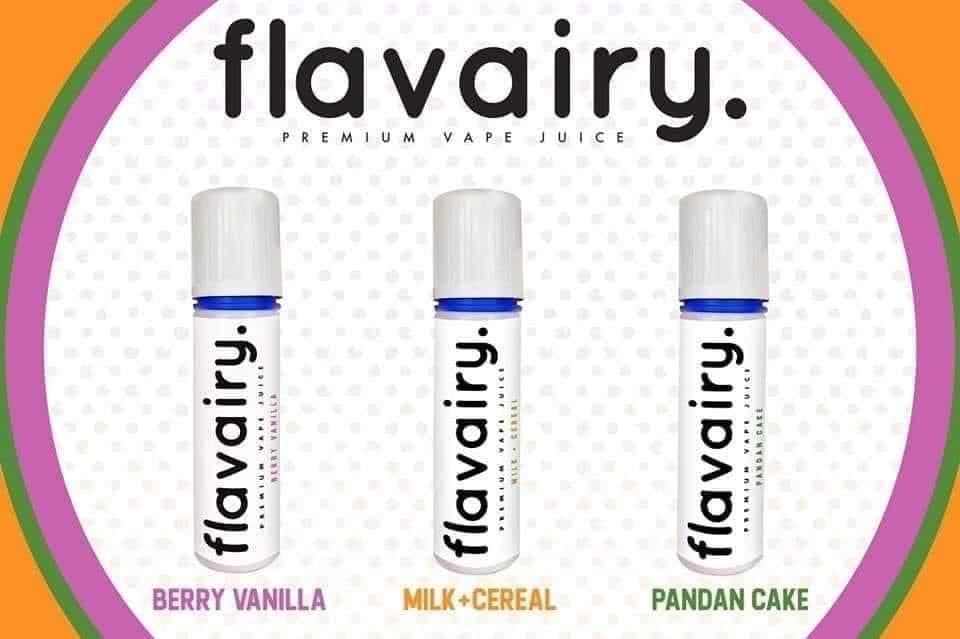 flavairy.
PREMIUM VAPE JUICE
flavairy.
PREMIUM VAPE JUICE
BERRY VANILLA
flavairy.
PREMIUM VAPE JUICE
MILK + CEREAL
flavairy.
PREMIUM VAPE JUICE
PANDAN CAKE
BERRY VANILLA
MILK+CEREAL
PANDAN CAKE